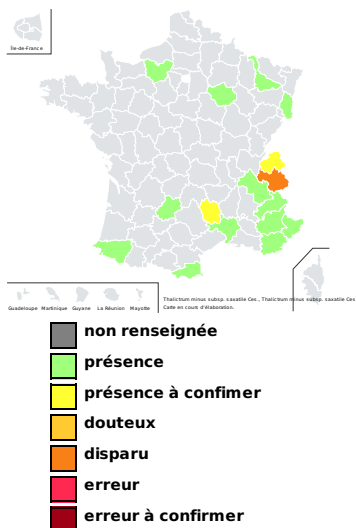 Île-de-France
Guadeloupe Martinique Guyane La Réunion Mayotte
Thalictrum minus subsp. saxatile Ces., Thalictrum minus subsp. saxatile Ces
Carte en cours d'élaboration.
non renseignée
présence
présence à confimer
douteux
disparu
erreur
erreur à confirmer